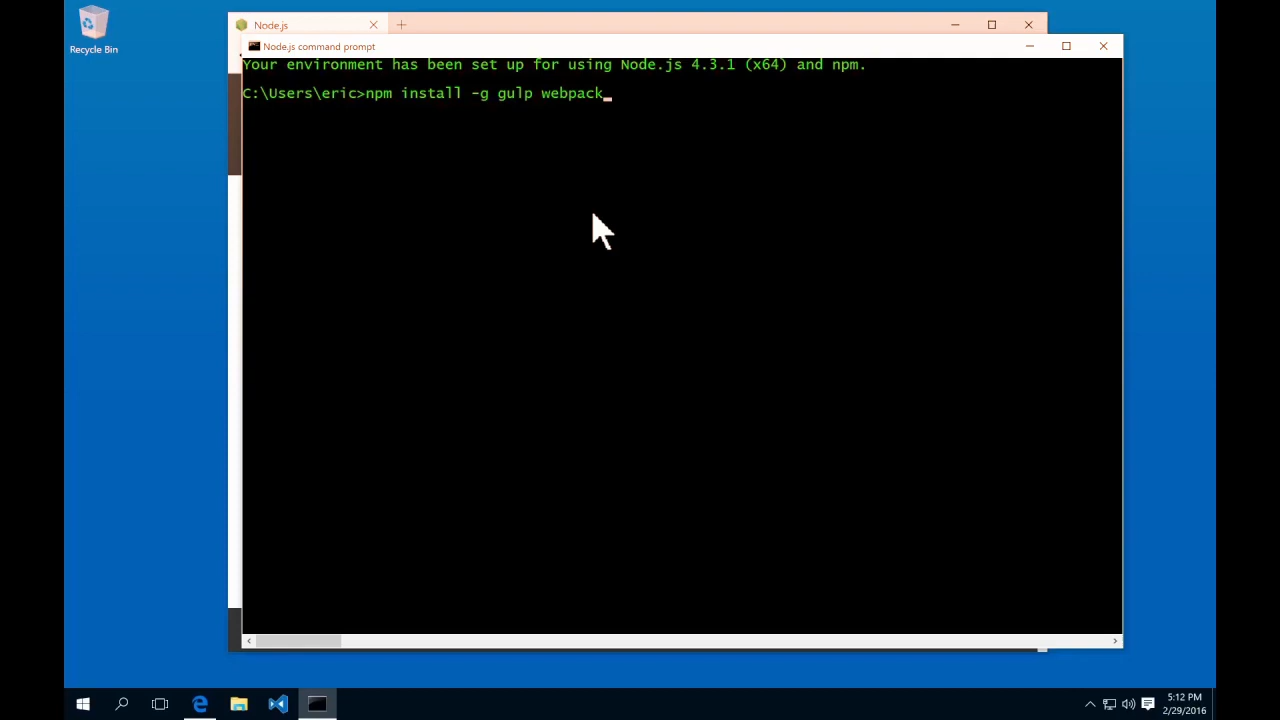 Recycle Bin
Node.js
Node.js command prompt
Your environment has been set up for using Node.js 4.3.1 (x64) and npm.
C:\Users\eric>npm install -g gulp webpack_
5:12 PM
2/29/2016